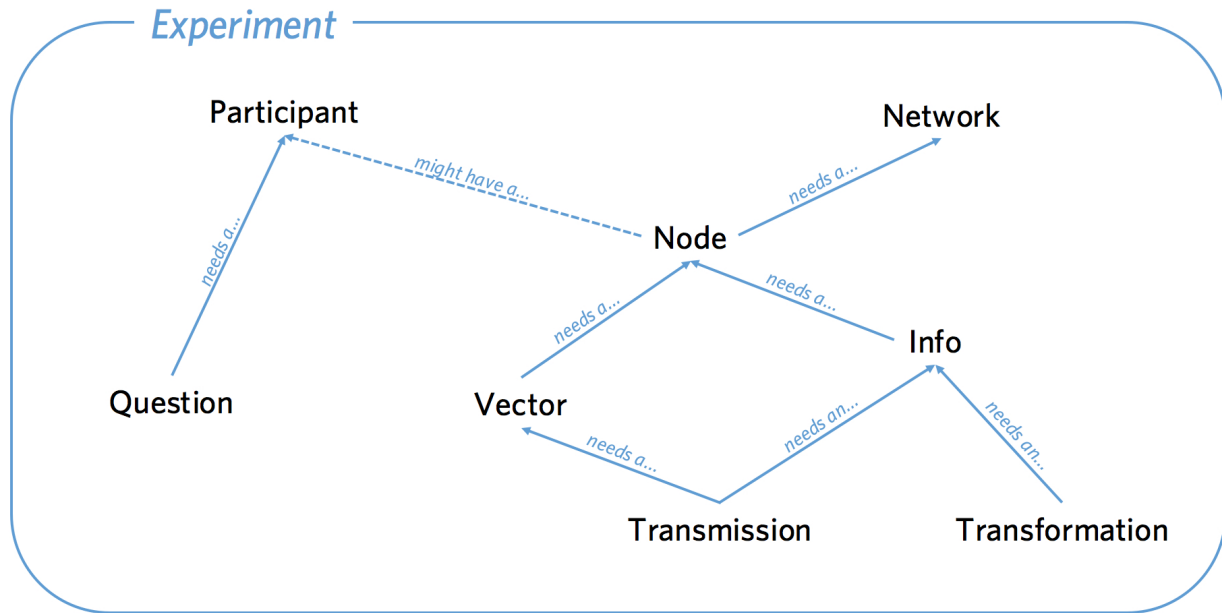 Experiment
Participant
Network
might have a...
needs a...
needs a...
Node
needs a...
needs a...
Info
Question
Vector
needs a...
needs an...
needs an...
Transmission
Transformation